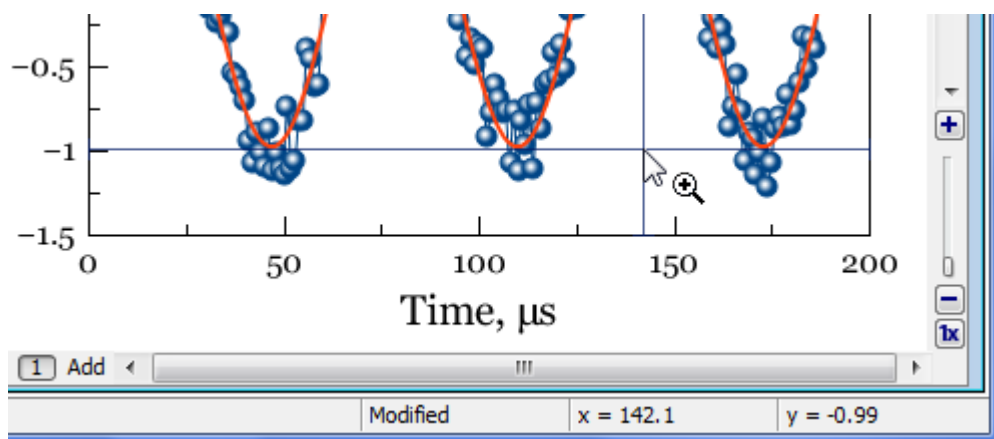 −0.5
−1
−1.5
0 50 100 150 200
Time, µs
+
−
1x
1 Add
Modified x = 142.1 y = -0.99